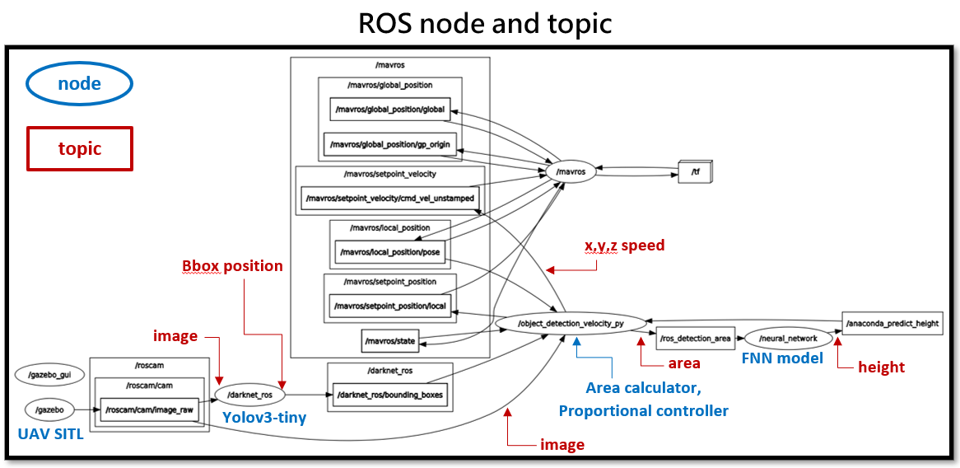 ROS node and topic
node
topic
/mavros
/mavros/global_position
/mavros/global_position/global
/mavros/global_position/gp_origin
/mavros/setpoint_velocity
/mavros/setpoint_velocity/cmd_vel_unstamped
/mavros/local_position
/mavros/local_position/pose
/mavros/setpoint_position
/mavros/setpoint_position/local
/mavros/state
/mavros
/tf
x,y,z speed
Bbox position
image
/gazebo_gui
/gazebo
UAV SITL
/roscam
/roscam/cam
/roscam/cam/image_raw
/darknet_ros
Yolov3-tiny
/darknet_ros
/darknet_ros/bounding_boxes
/object_detection_velocity_py
Area calculator,
Proportional controller
image
/ros_detection_area
area
/neural_network
FNN model
/anaconda_predict_height
height